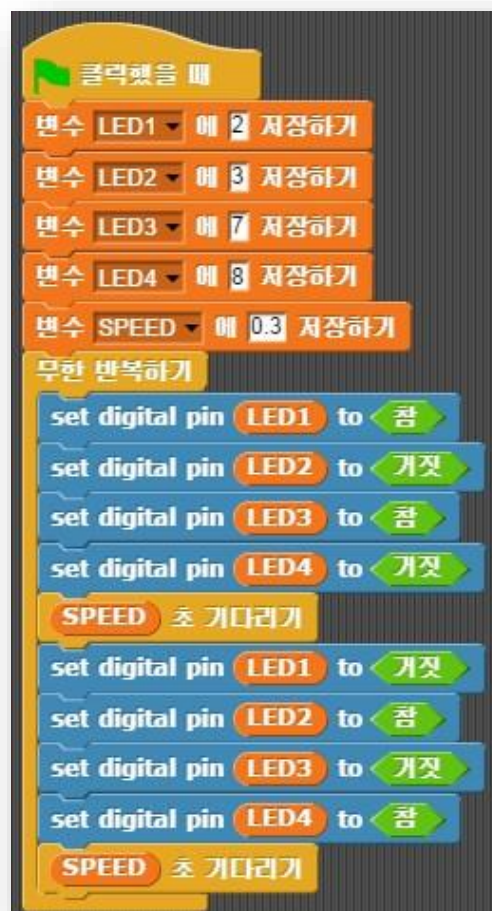 클릭했을 때
변수 LED1 에 2 저장하기
변수 LED2 에 3 저장하기
변수 LED3 에 7 저장하기
변수 LED4 에 8 저장하기
변수 SPEED 에 0.3 저장하기
무한 반복하기
set digital pin LED1 to 참
set digital pin LED2 to 거짓
set digital pin LED3 to 참
set digital pin LED4 to 거짓
SPEED 초 기다리기
set digital pin LED1 to 거짓
set digital pin LED2 to 참
set digital pin LED3 to 거짓
set digital pin LED4 to 참
SPEED 초 기다리기